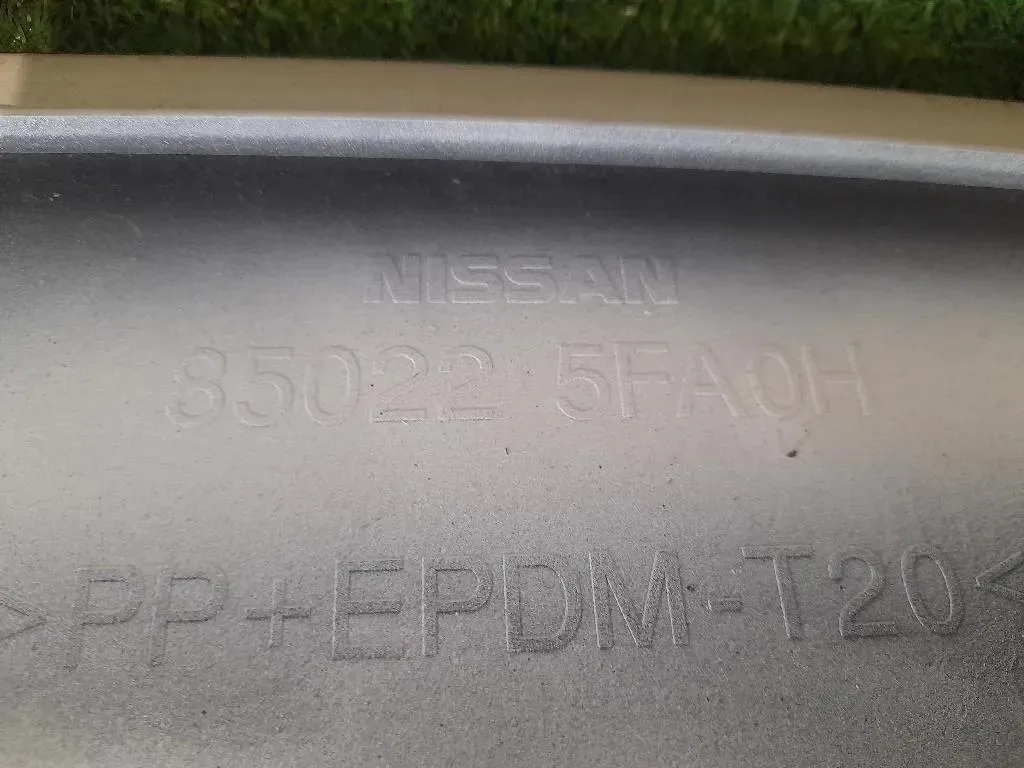 NISSAN
85022 5FA0H
>PP+EPDM-T20<